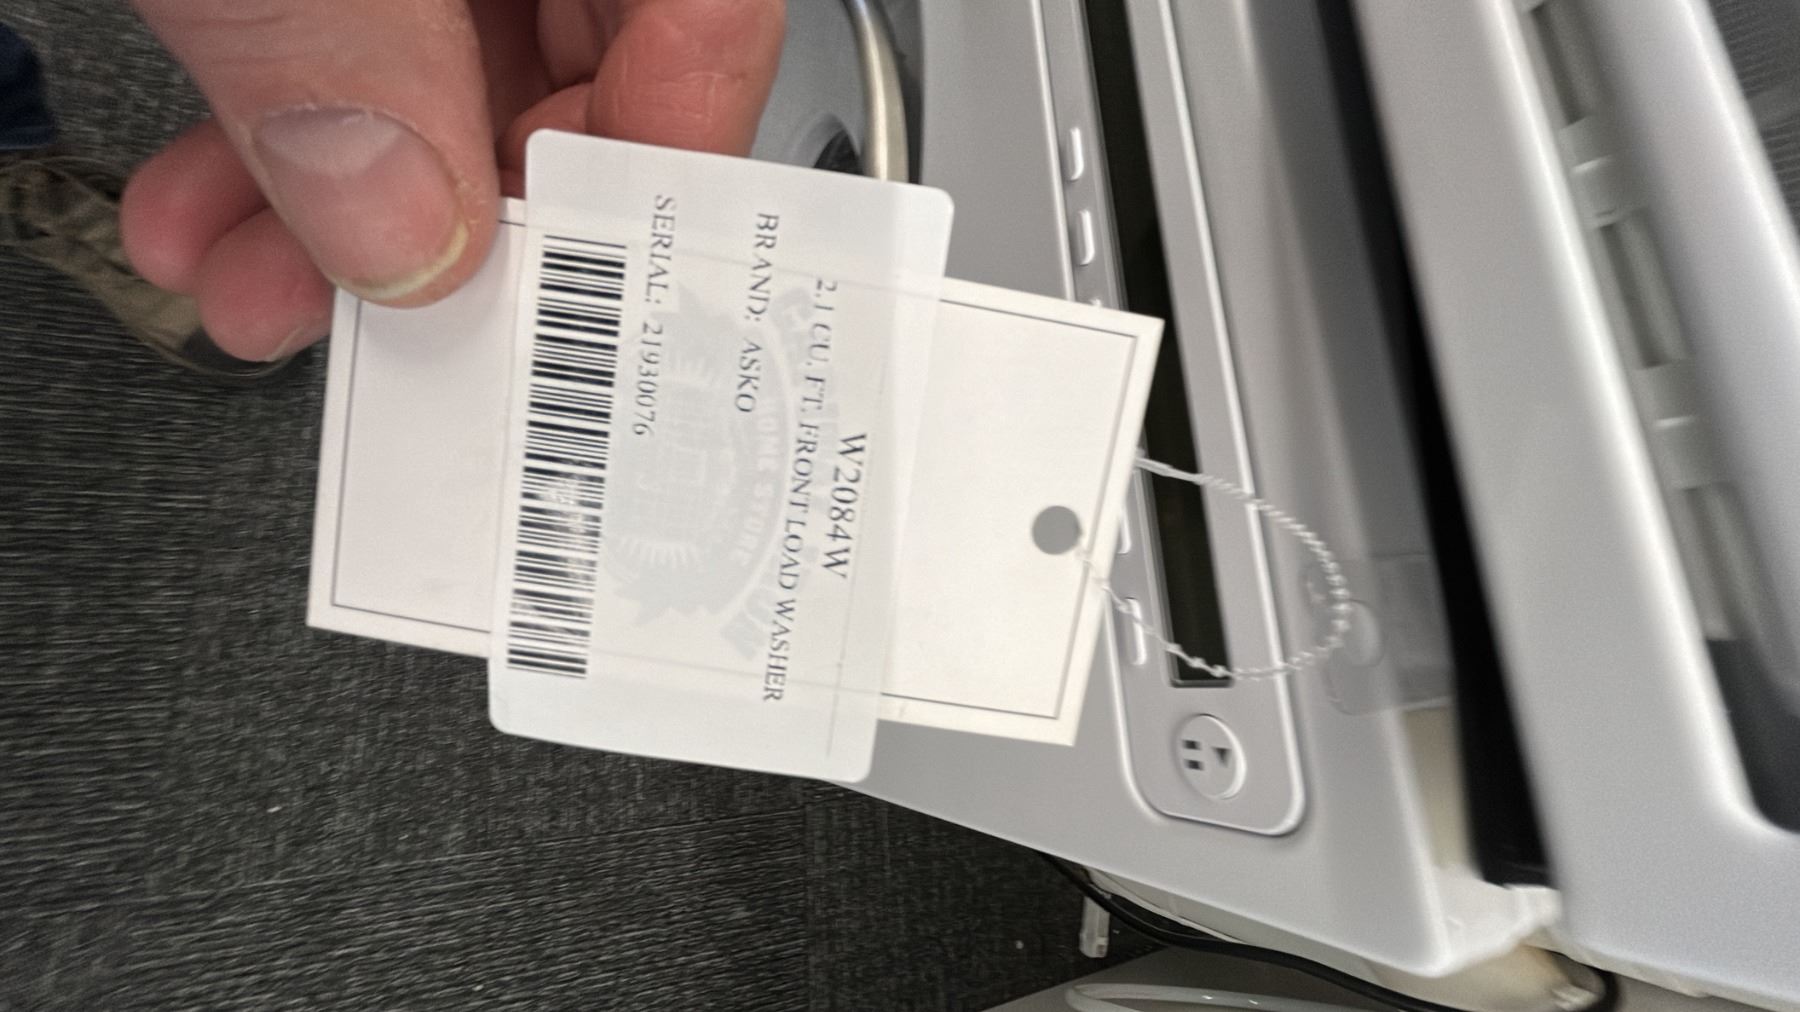 W2084W
2.1 CU. FT. FRONT LOAD WASHER
BRAND: ASKO
SERIAL: 21930076